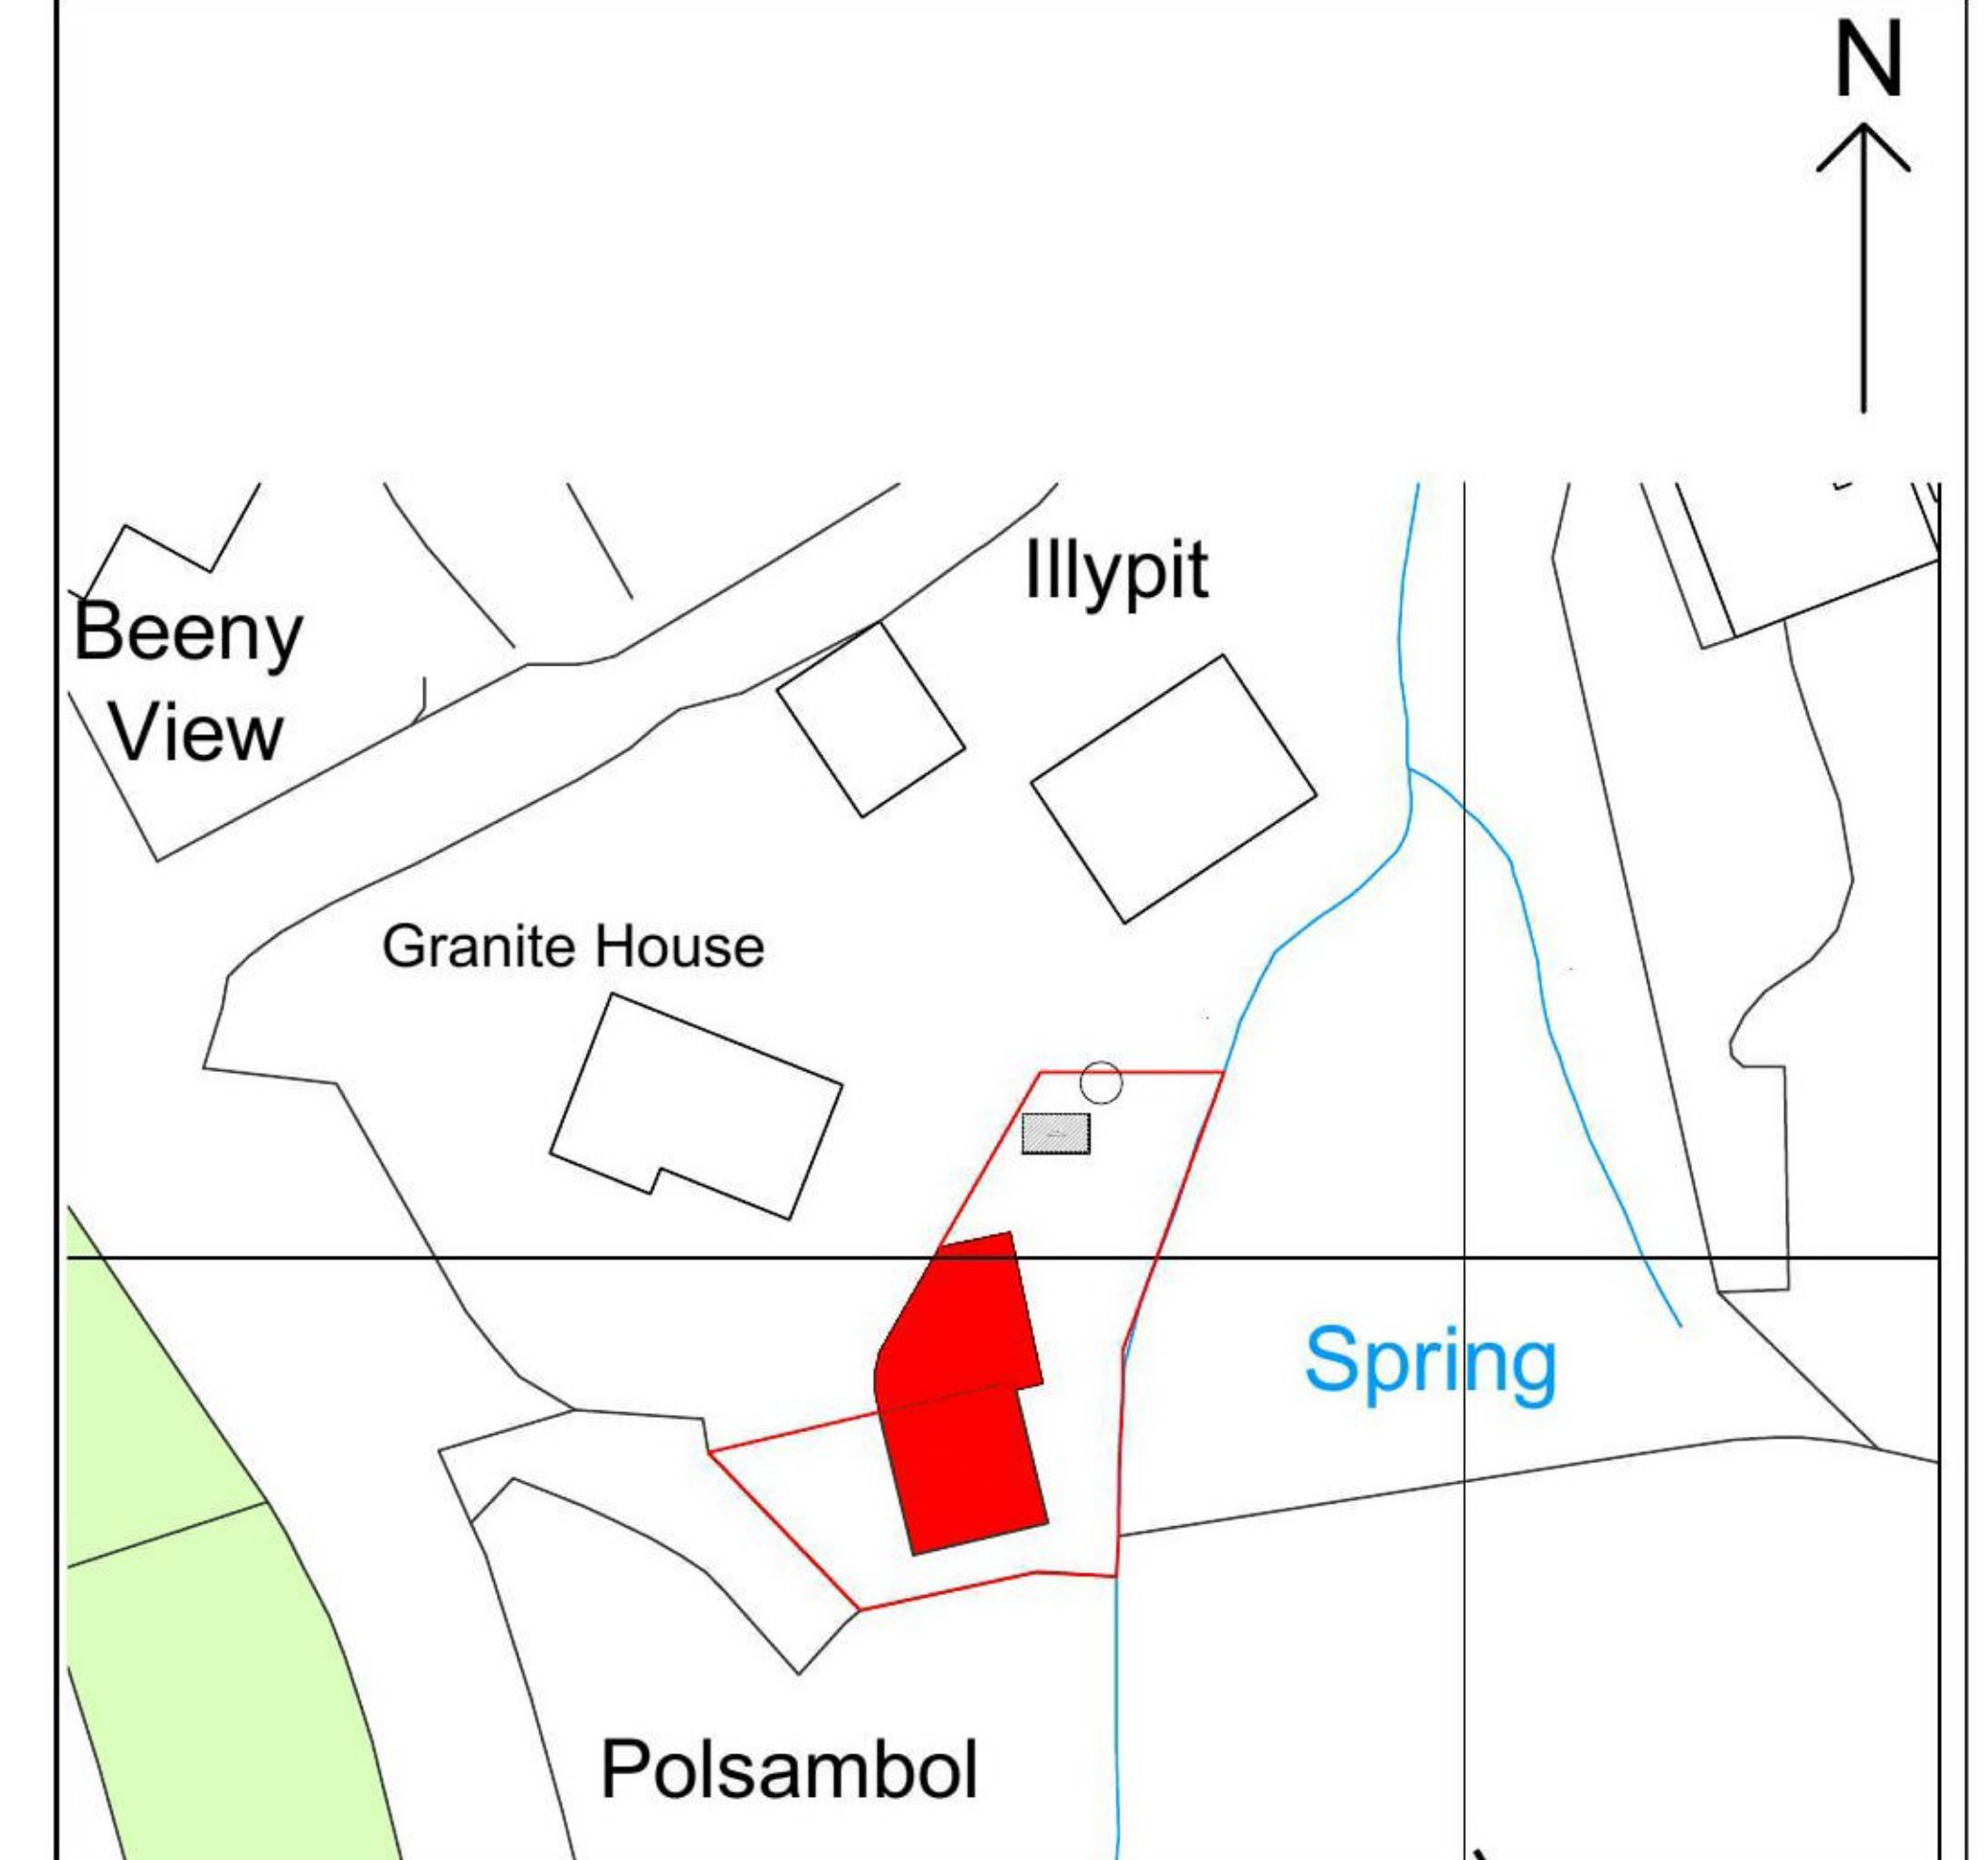 N
Illypit
Beeny
View
Granite House
Spring
Polsambol